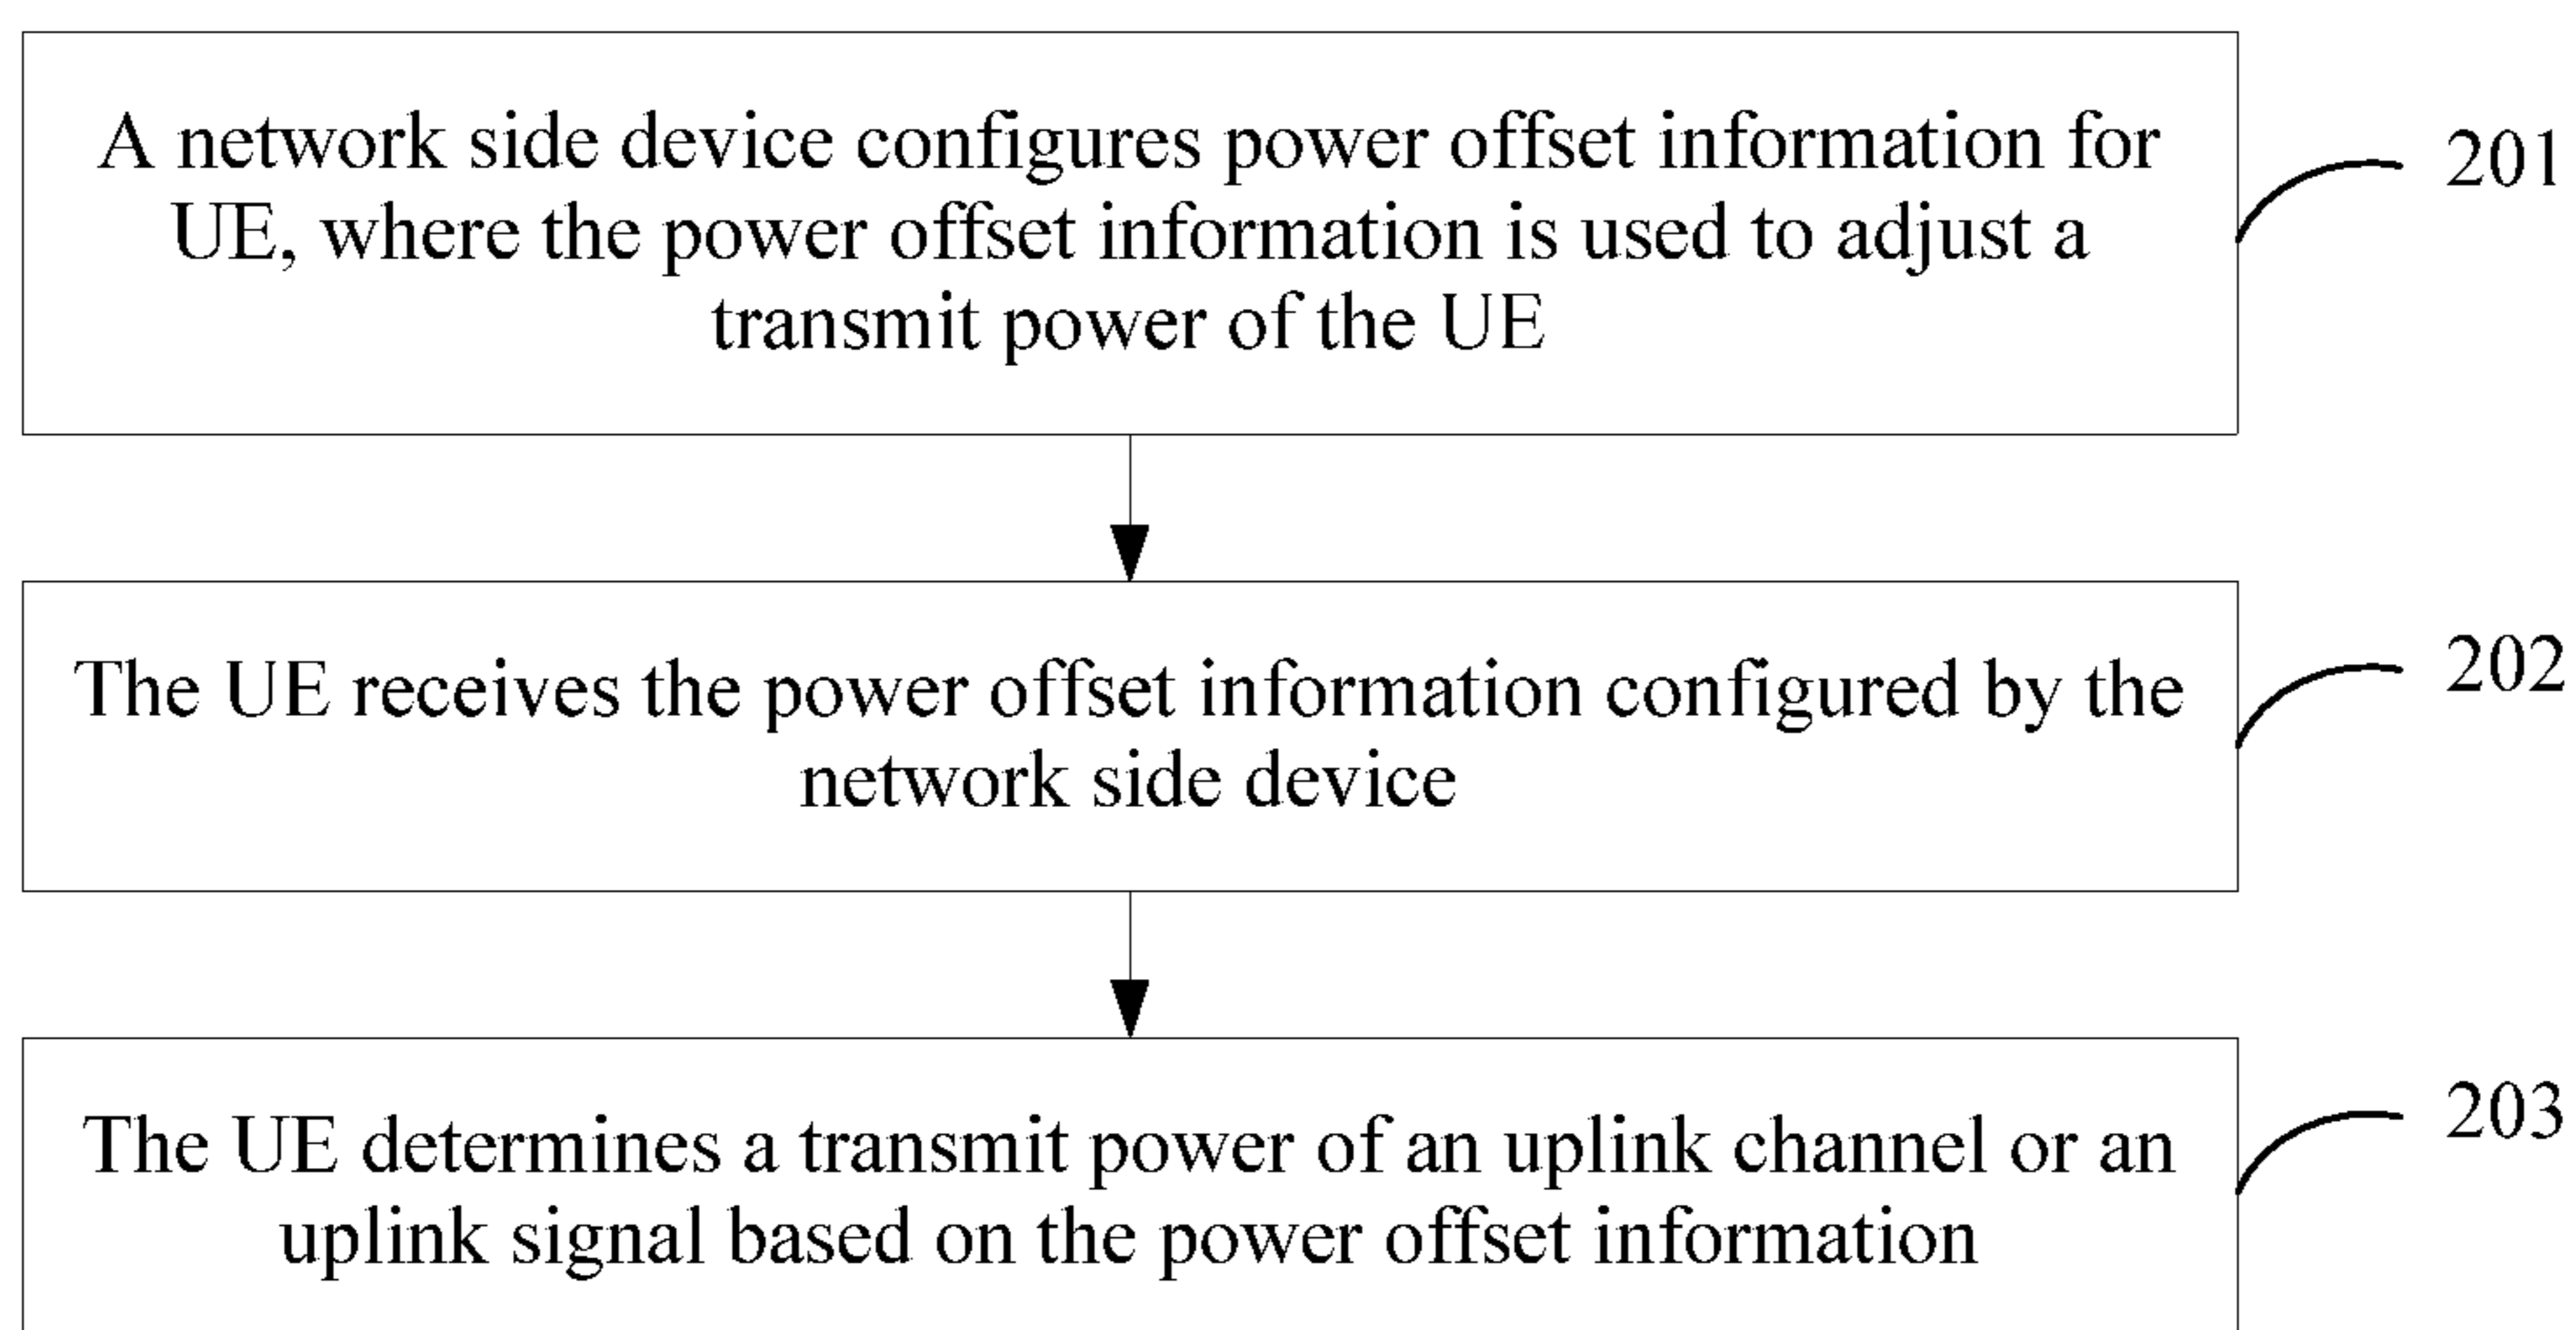 A network side device configures power offset information for
UE, where the power offset information is used to adjust a
transmit power of the UE
201
The UE receives the power offset information configured by the
network side device
202
The UE determines a transmit power of an uplink channel or an
uplink signal based on the power offset information
203